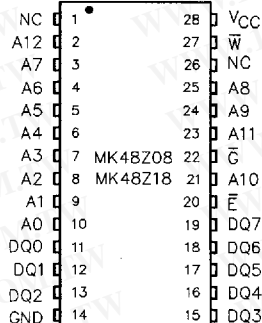 NC 1 28 VCC
A12 2 27 W̅
A7 3 26 NC
A6 4 25 A8
A5 5 24 A9
A4 6 23 A11
A3 7 MK48Z08 22 G̅
A2 8 MK48Z18 21 A10
A1 9 20 E̅
A0 10 19 DQ7
DQ0 11 18 DQ6
DQ1 12 17 DQ5
DQ2 13 16 DQ4
GND 14 15 DQ3